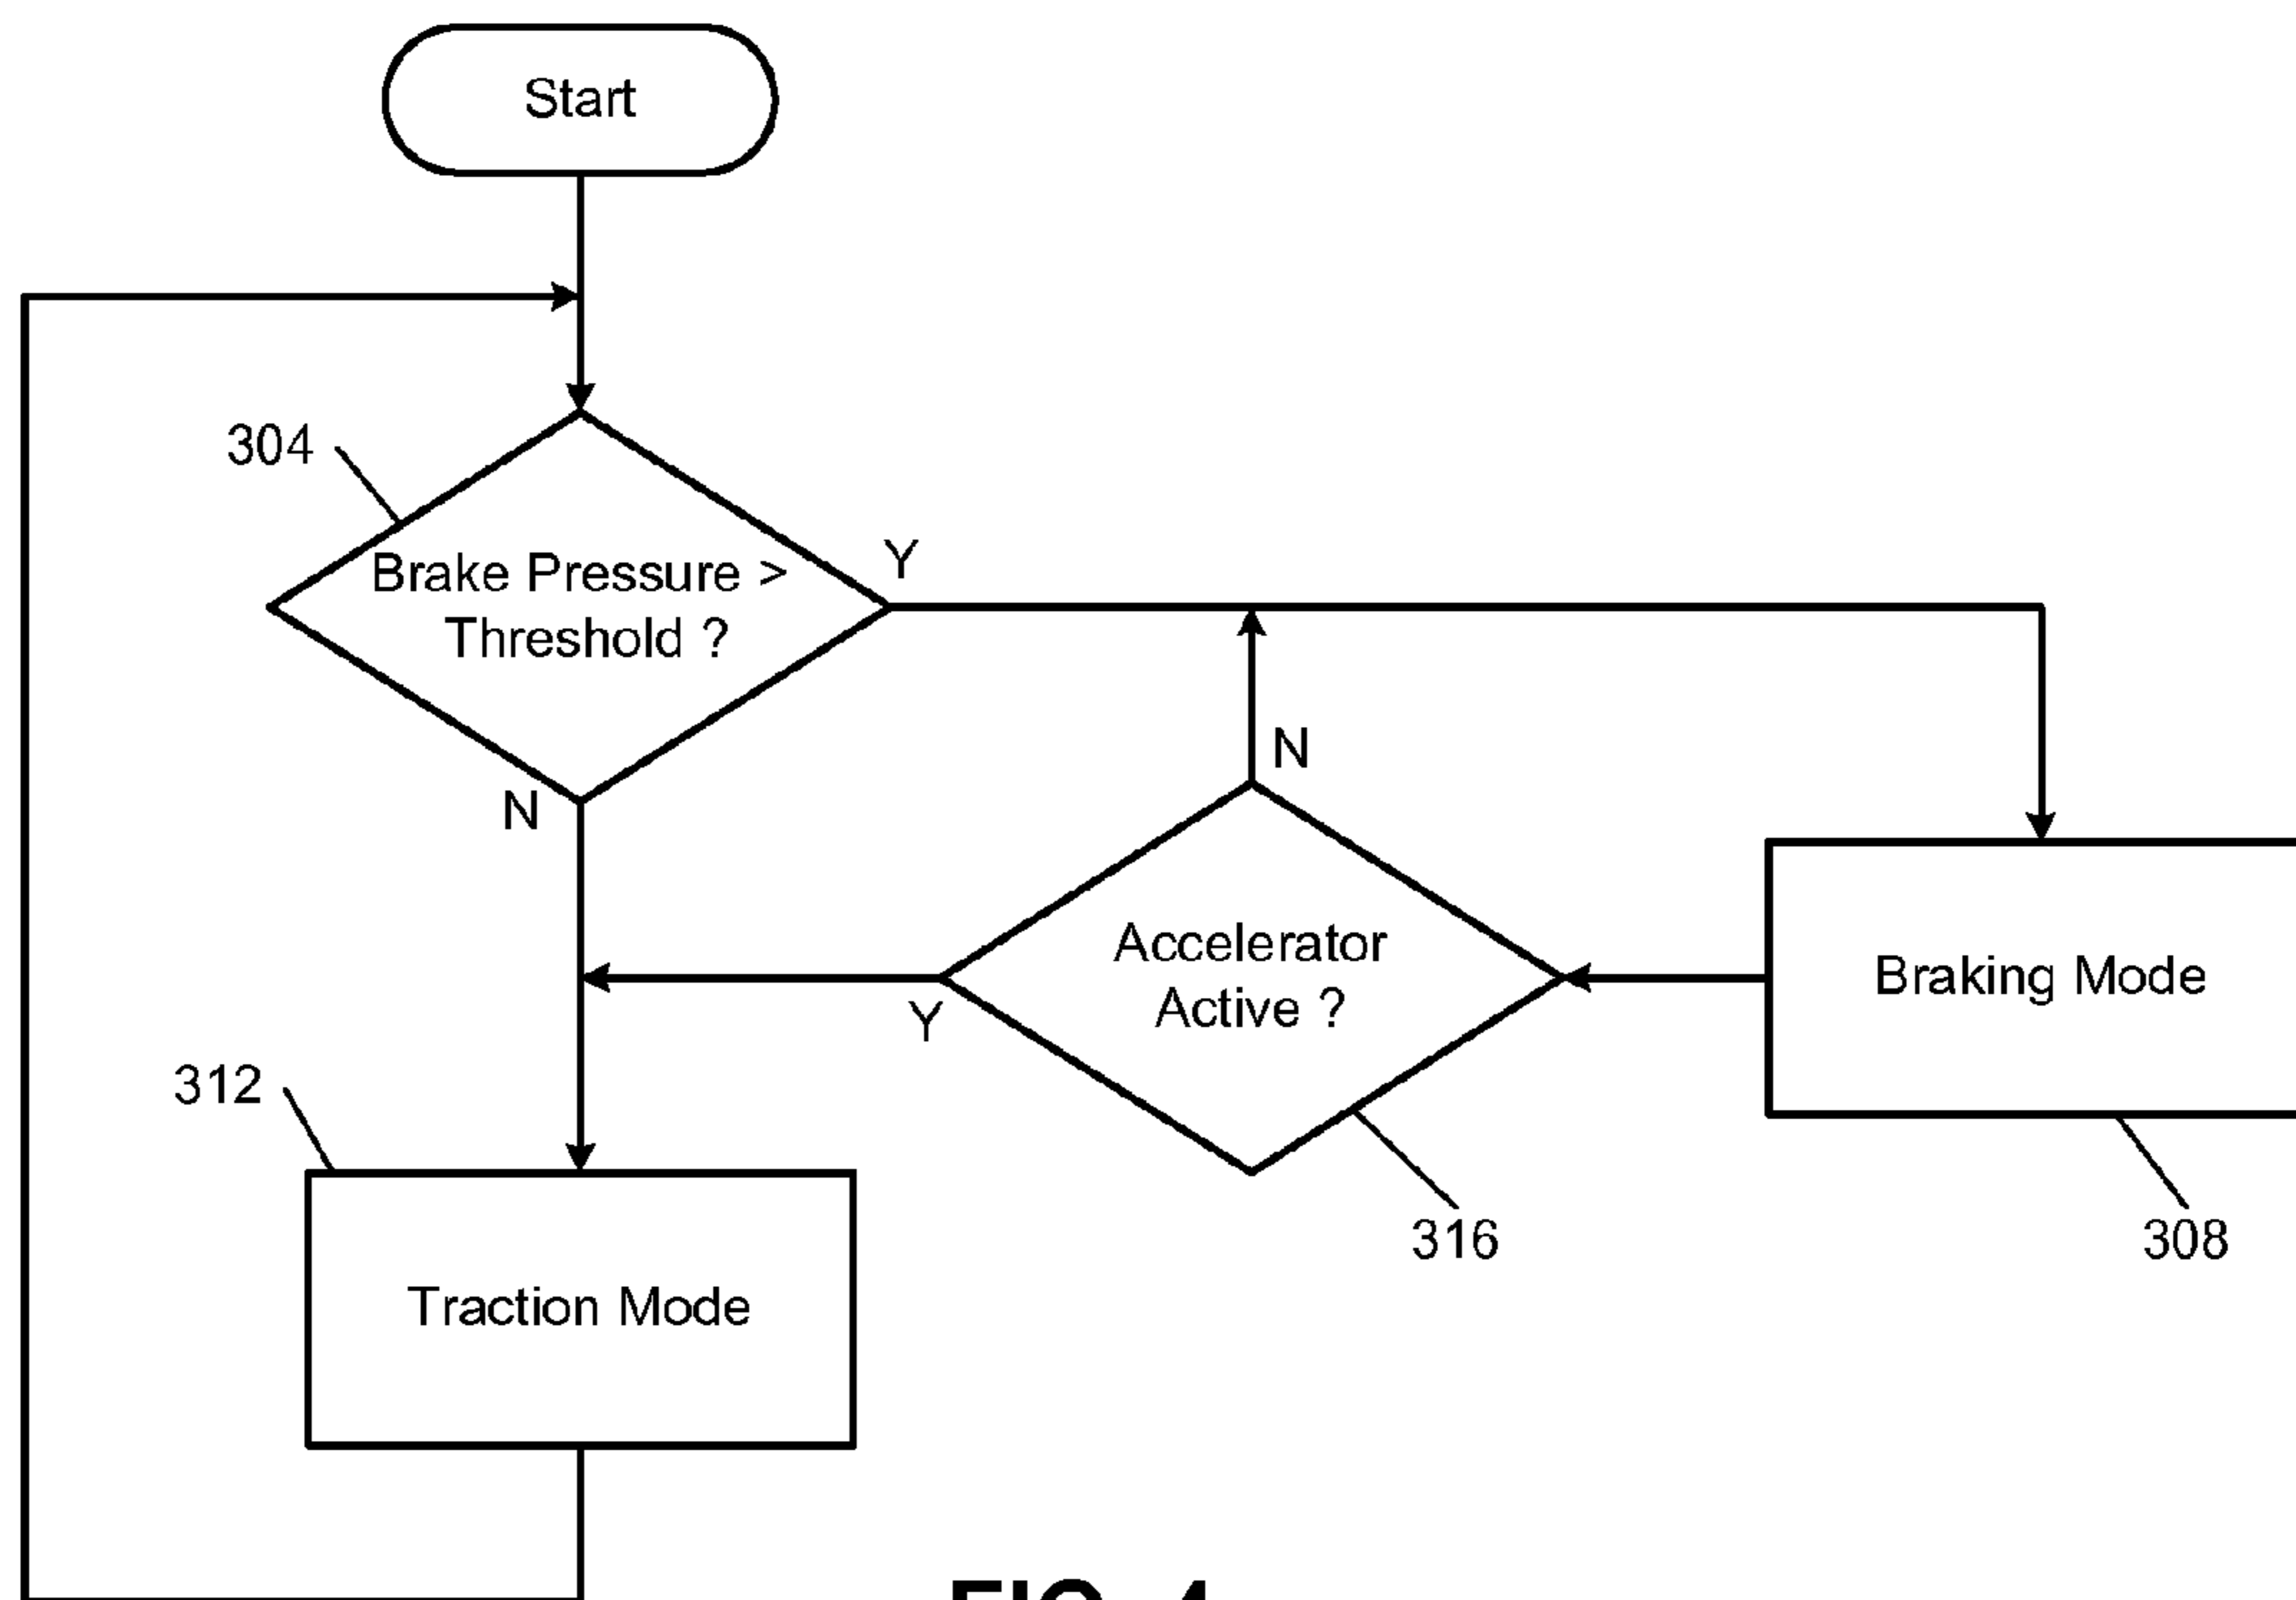 Start
304
Brake Pressure >
Threshold ?
Y
N
N
Accelerator
Active ?
Y
Braking Mode
312
316
308
Traction Mode